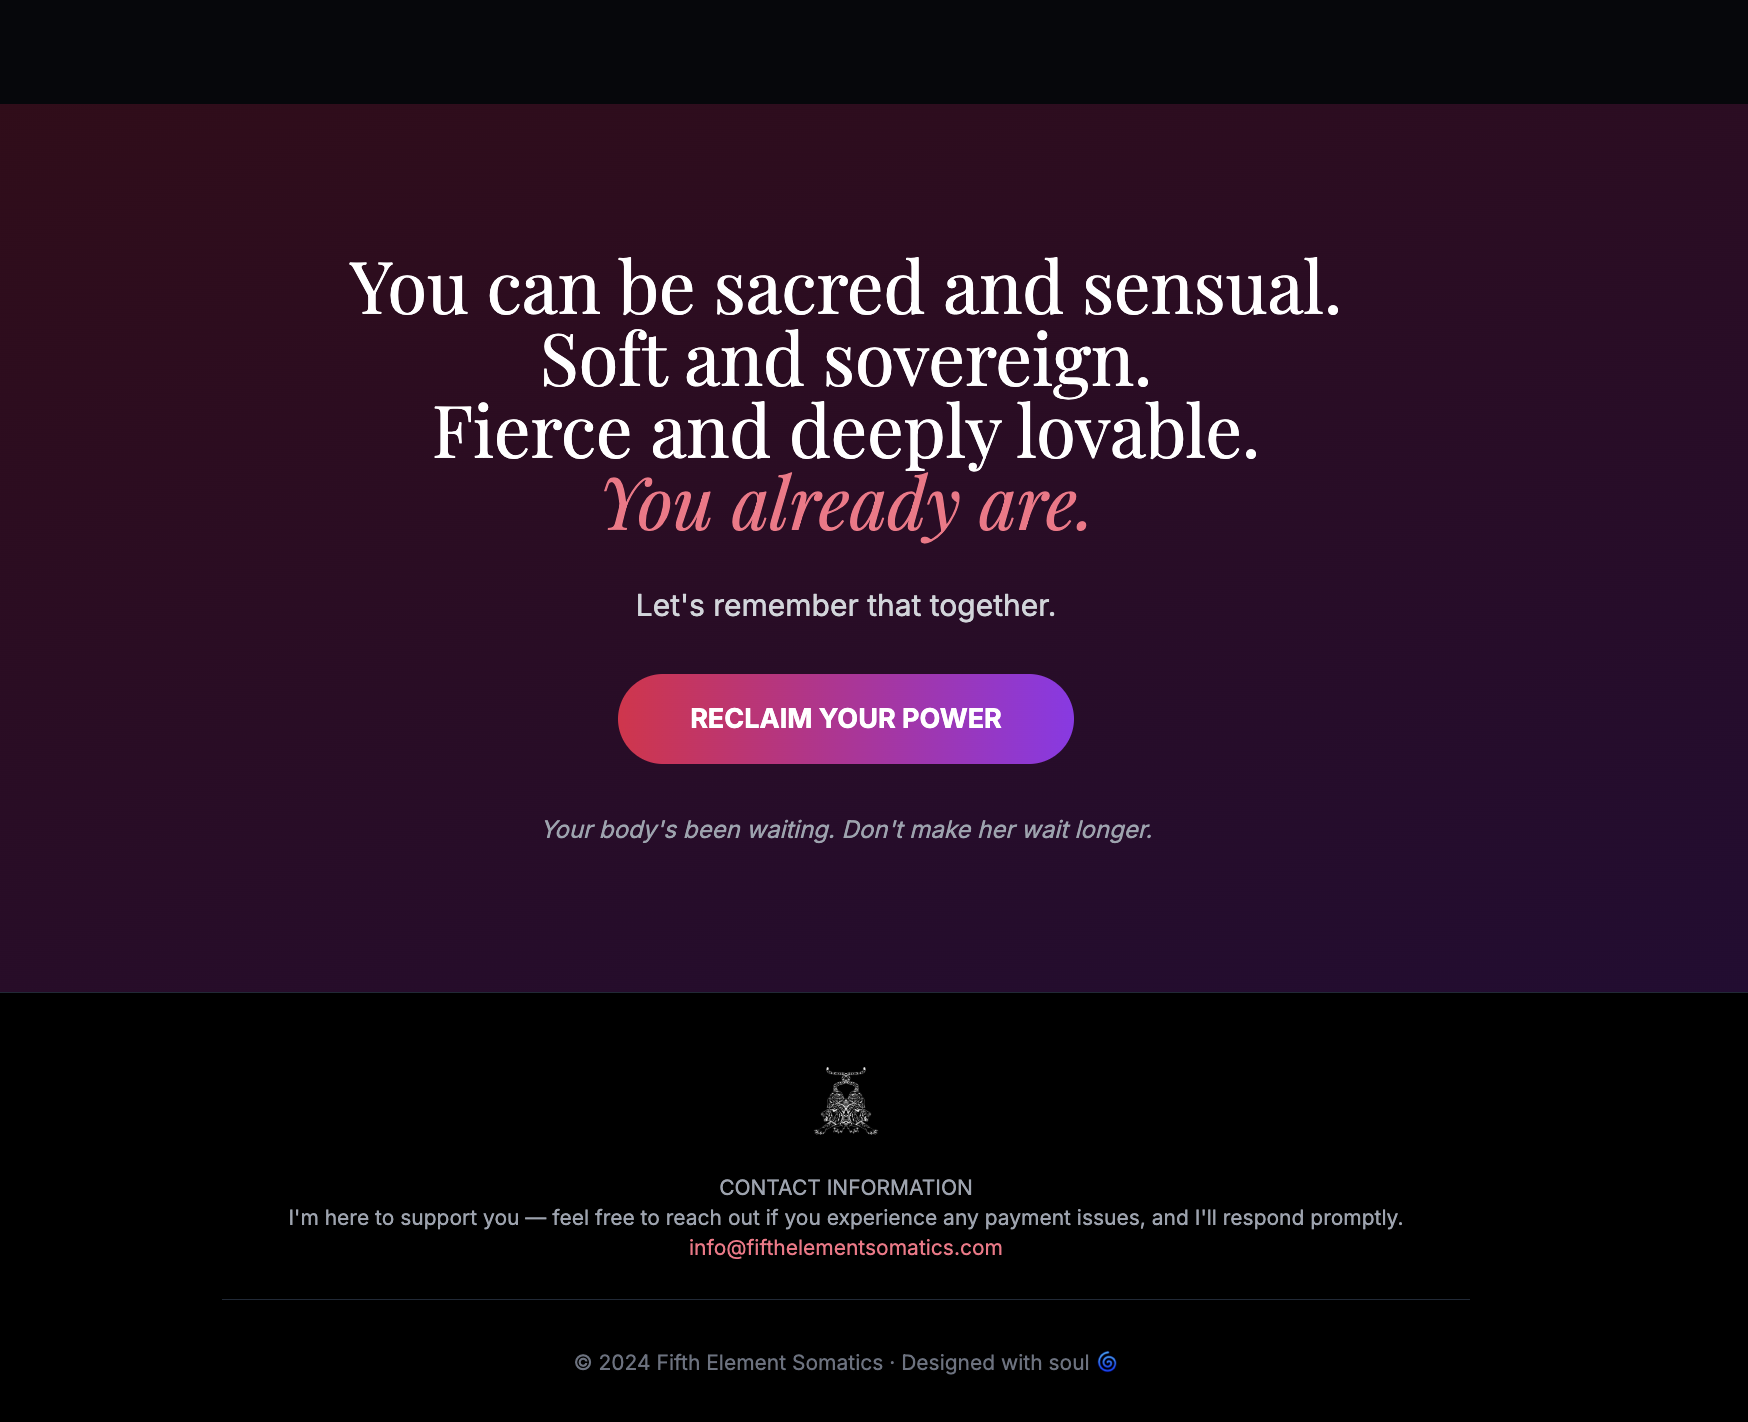 You can be sacred and sensual.
Soft and sovereign.
Fierce and deeply lovable.
You already are.
Let's remember that together.
RECLAIM YOUR POWER
Your body's been waiting. Don't make her wait longer.
CONTACT INFORMATION
I'm here to support you — feel free to reach out if you experience any payment issues, and I'll respond promptly.
info@fifthelementsomatics.com
© 2024 Fifth Element Somatics · Designed with soul 🌀